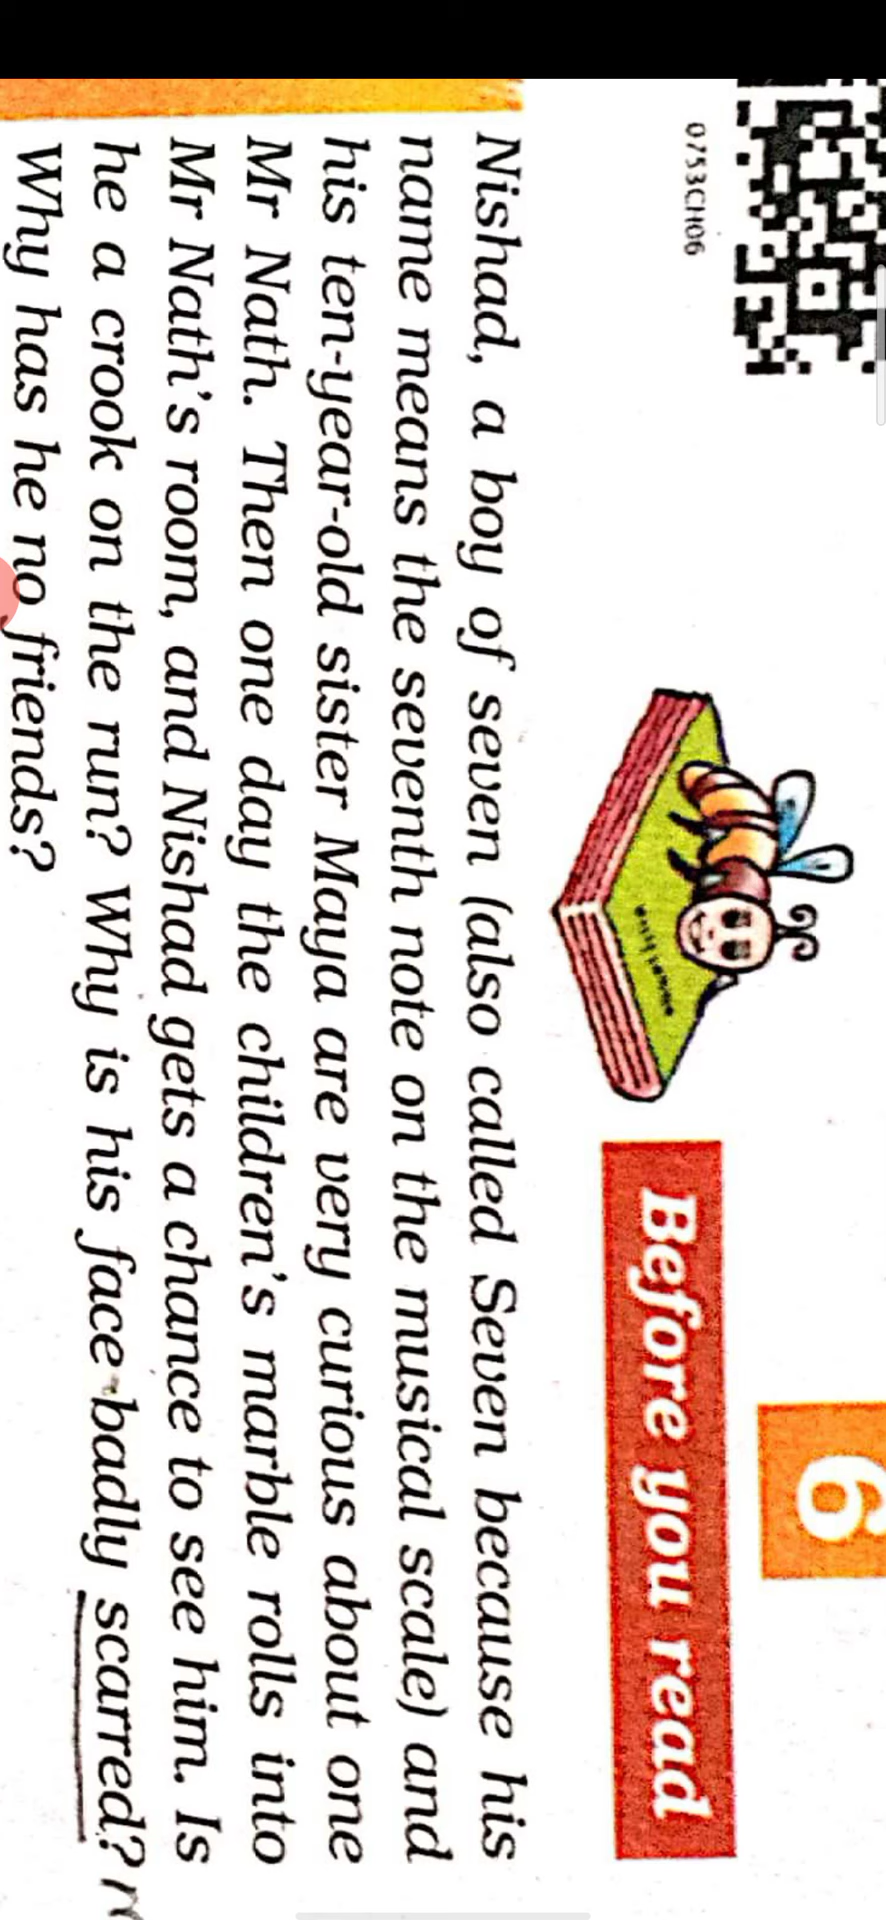 0753CH06
6
Before you read
Nishad, a boy of seven (also called Seven because his
name means the seventh note on the musical scale) and
his ten-year-old sister Maya are very curious about one
Mr Nath. Then one day the children's marble rolls into
Mr Nath's room, and Nishad gets a chance to see him. Is
he a crook on the run? Why is his face badly scarred?
Why has he no friends?